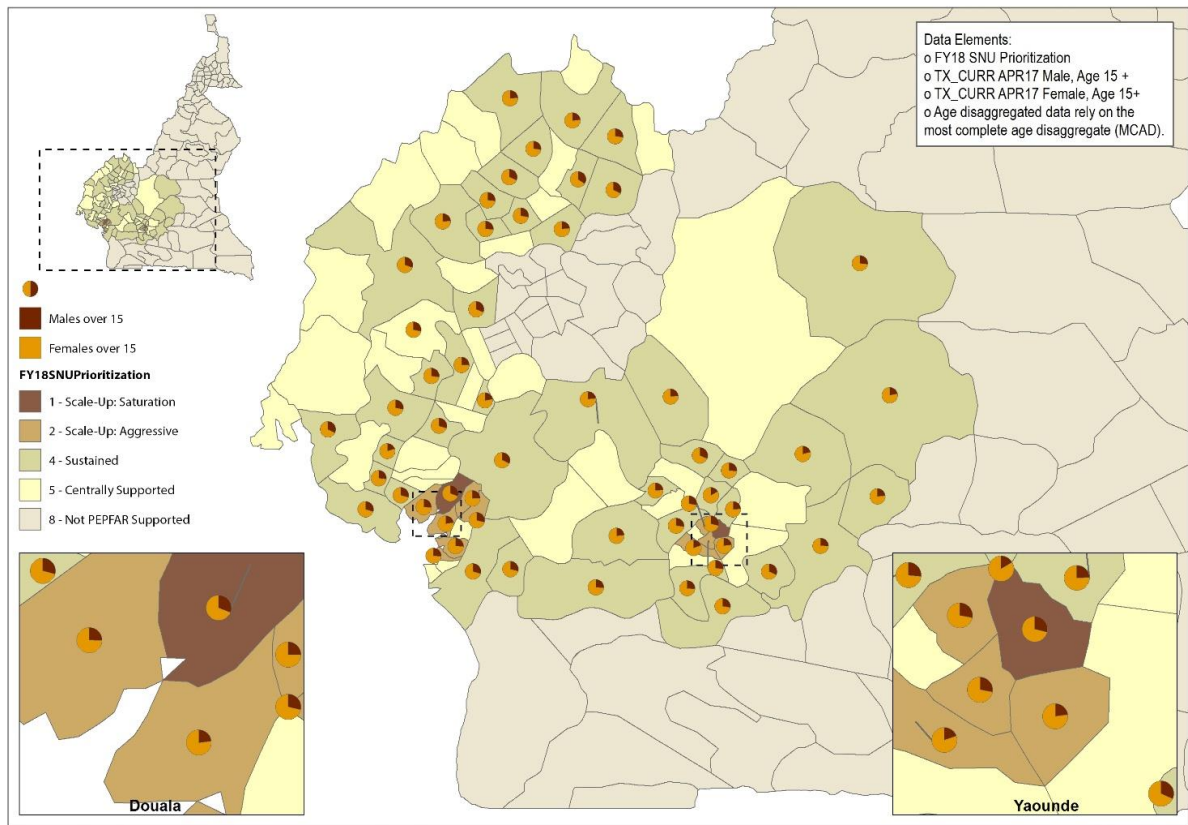 Data Elements:
o FY18 SNU Prioritization
o TX_CURR APR17 Male, Age 15 +
o TX_CURR APR17 Female, Age 15+
o Age disaggregated data rely on the
most complete age disaggregate (MCAD).
Males over 15
Females over 15
FY18SNUPrioritization
1 - Scale-Up: Saturation
2 - Scale-Up: Aggressive
4 - Sustained
5 - Centrally Supported
8 - Not PEPFAR Supported
Douala
Yaounde